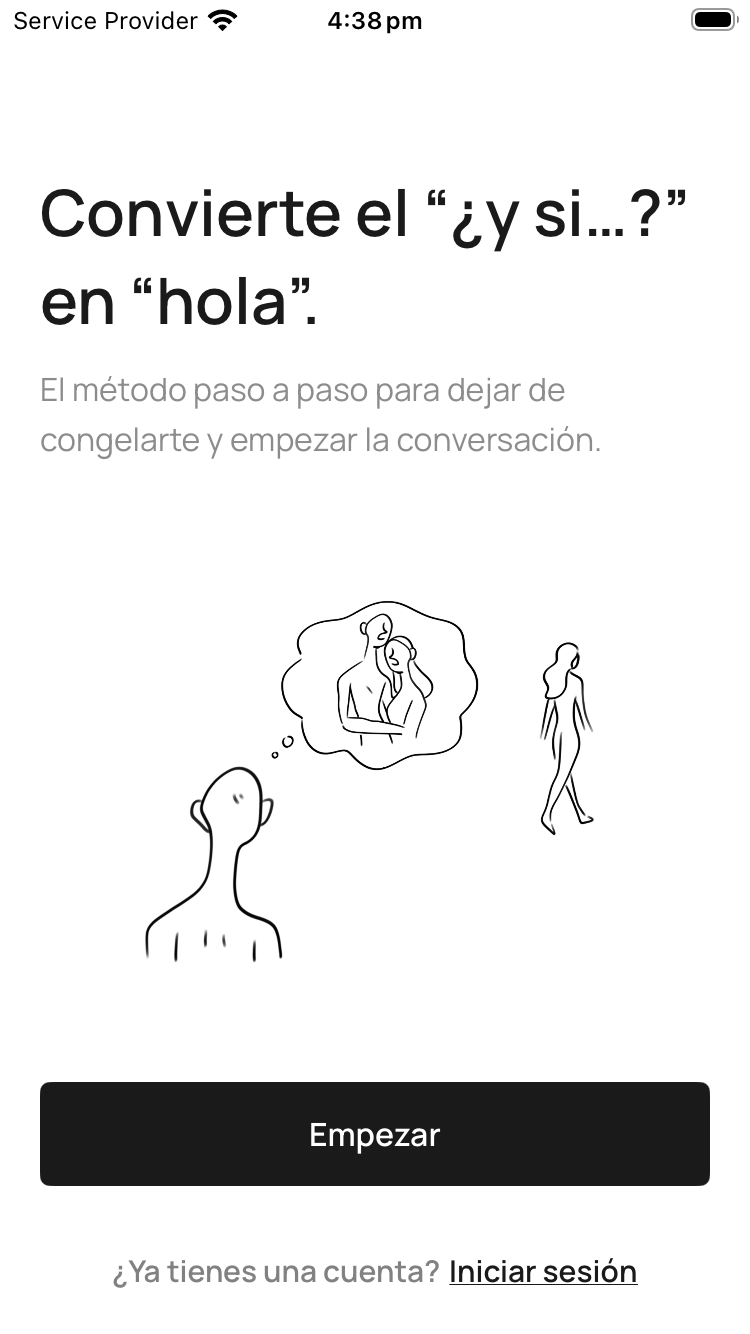 Service Provider 4:38 pm
Convierte el “¿y si...?”
en “hola”.
El método paso a paso para dejar de
congelarte y empezar la conversación.
Empezar
¿Ya tienes una cuenta? Iniciar sesión